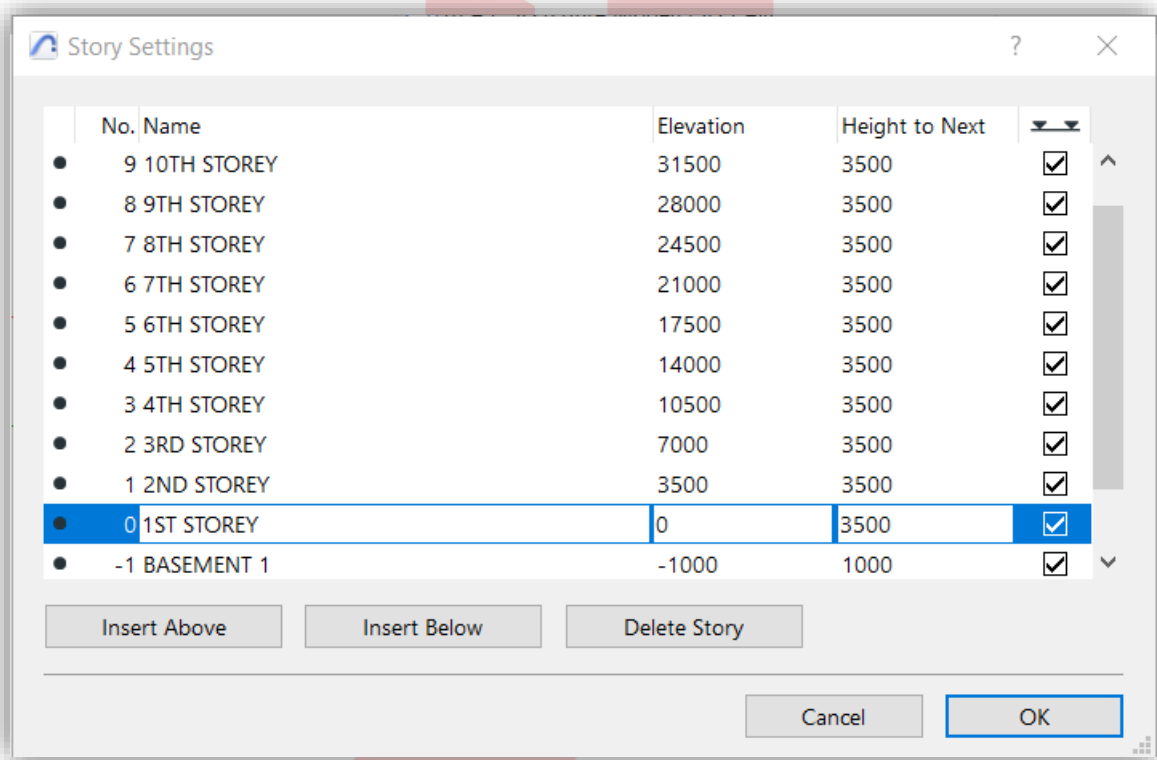 Story Settings ?
No. Name Elevation Height to Next
9 10TH STOREY 31500 3500
8 9TH STOREY 28000 3500
7 8TH STOREY 24500 3500
6 7TH STOREY 21000 3500
5 6TH STOREY 17500 3500
4 5TH STOREY 14000 3500
3 4TH STOREY 10500 3500
2 3RD STOREY 7000 3500
1 2ND STOREY 3500 3500
0 1ST STOREY 0 3500
-1 BASEMENT 1 -1000 1000
Insert Above Insert Below Delete Story
Cancel OK